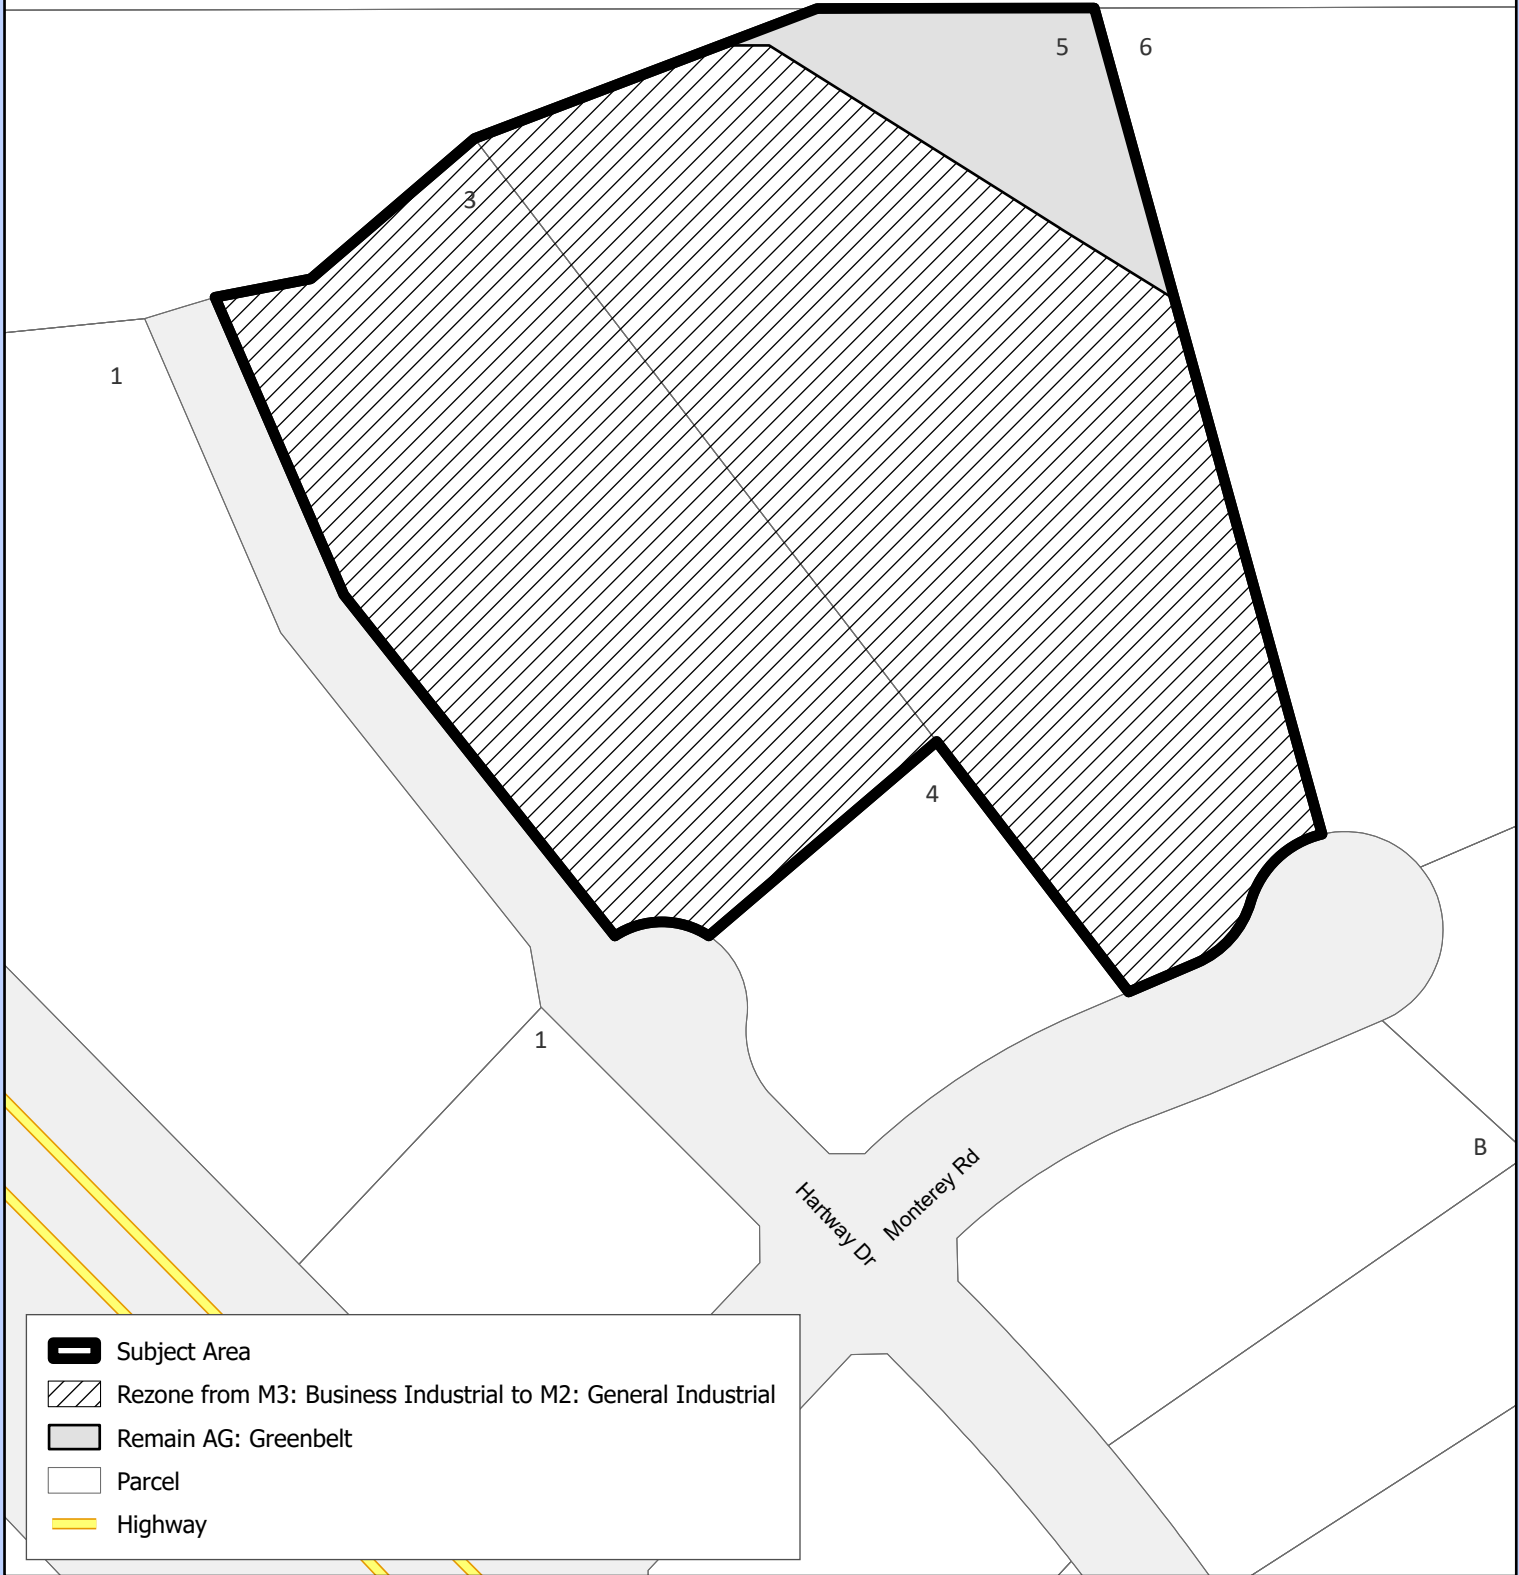 5
6
3
1
4
1
B
Monterey Rd
Hartway Dr
Subject Area
Rezone from M3: Business Industrial to M2: General Industrial
Remain AG: Greenbelt
Parcel
Highway